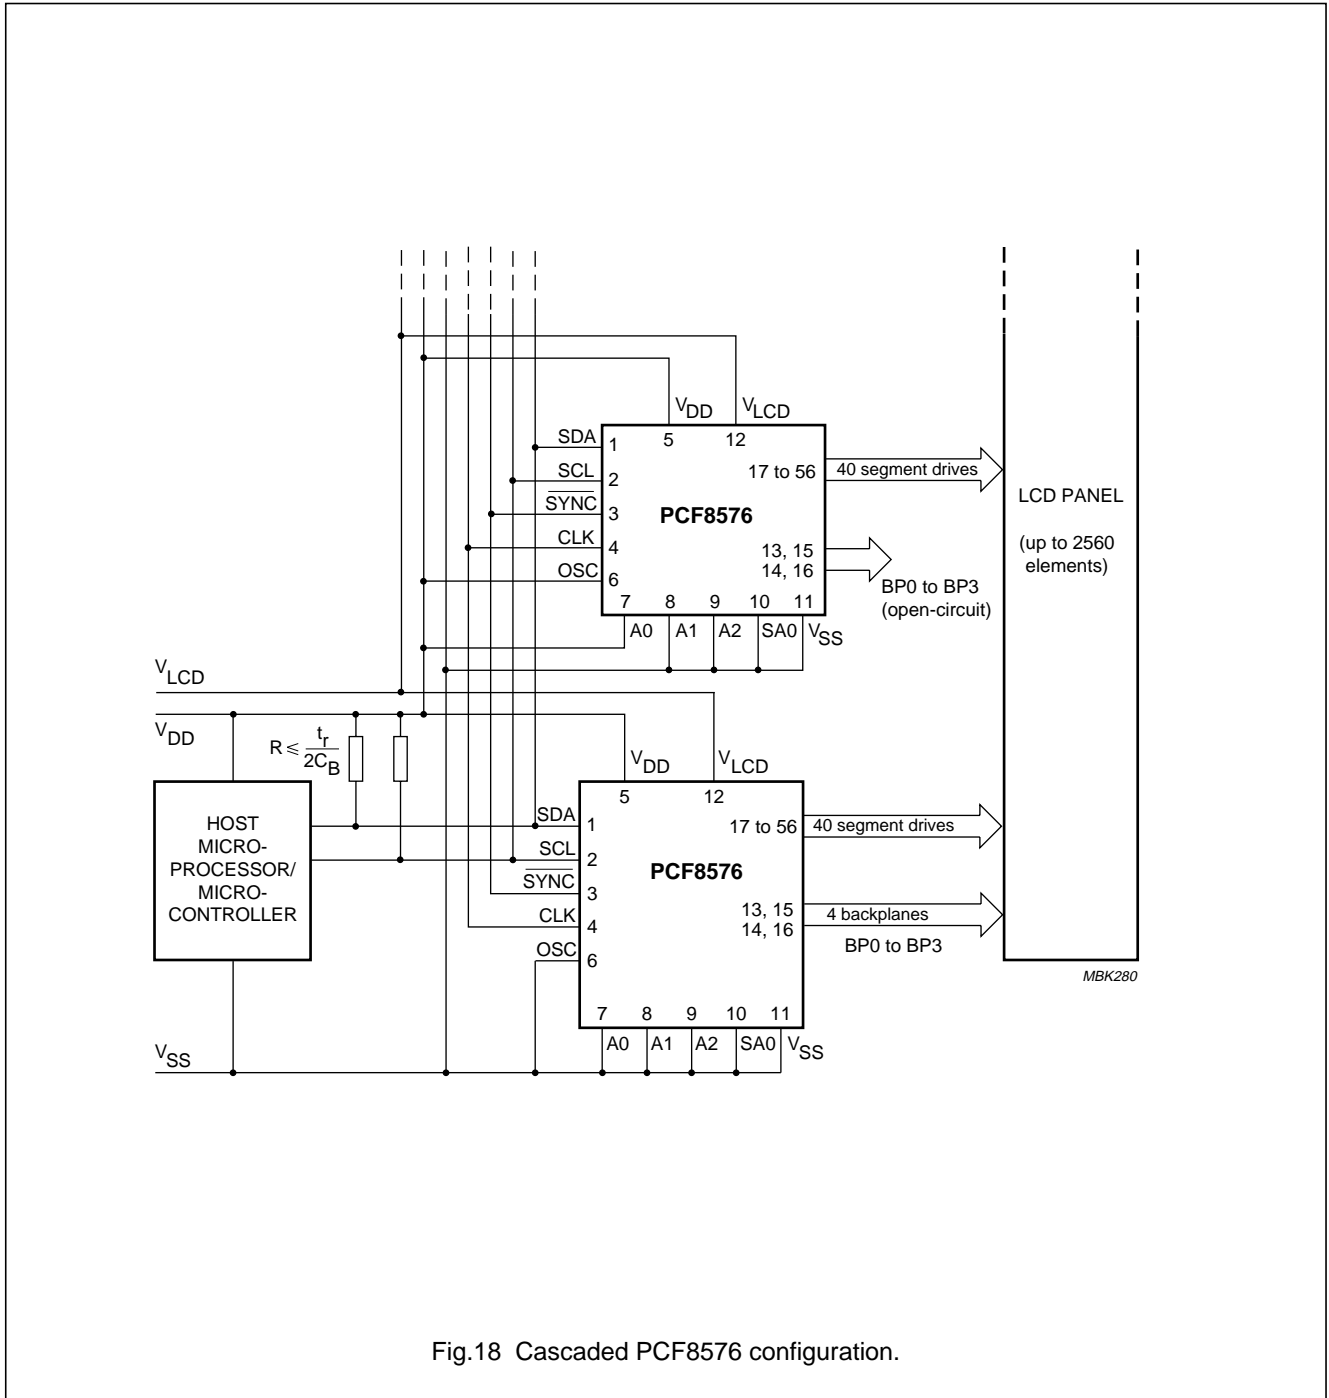 VDD
VLCD
SDA 1
5
12
SCL 2
17 to 56
40 segment drives
SYNC 3
PCF8576
LCD PANEL
(up to 2560
elements)
CLK 4
13, 15
OSC 6
14, 16
BP0 to BP3
(open-circuit)
7 8 9 10 11
A0 A1 A2 SA0 VSS
VLCD
VDD
R ≤ tr
2CB
VDD
VLCD
5
12
HOST
MICRO-
PROCESSOR/
MICRO-
CONTROLLER
SDA 1
17 to 56
40 segment drives
SCL 2
SYNC 3
PCF8576
CLK 4
13, 15
14, 16
4 backplanes
BP0 to BP3
OSC 6
MBK280
7 8 9 10 11
A0 A1 A2 SA0 VSS
VSS
Fig.18 Cascaded PCF8576 configuration.